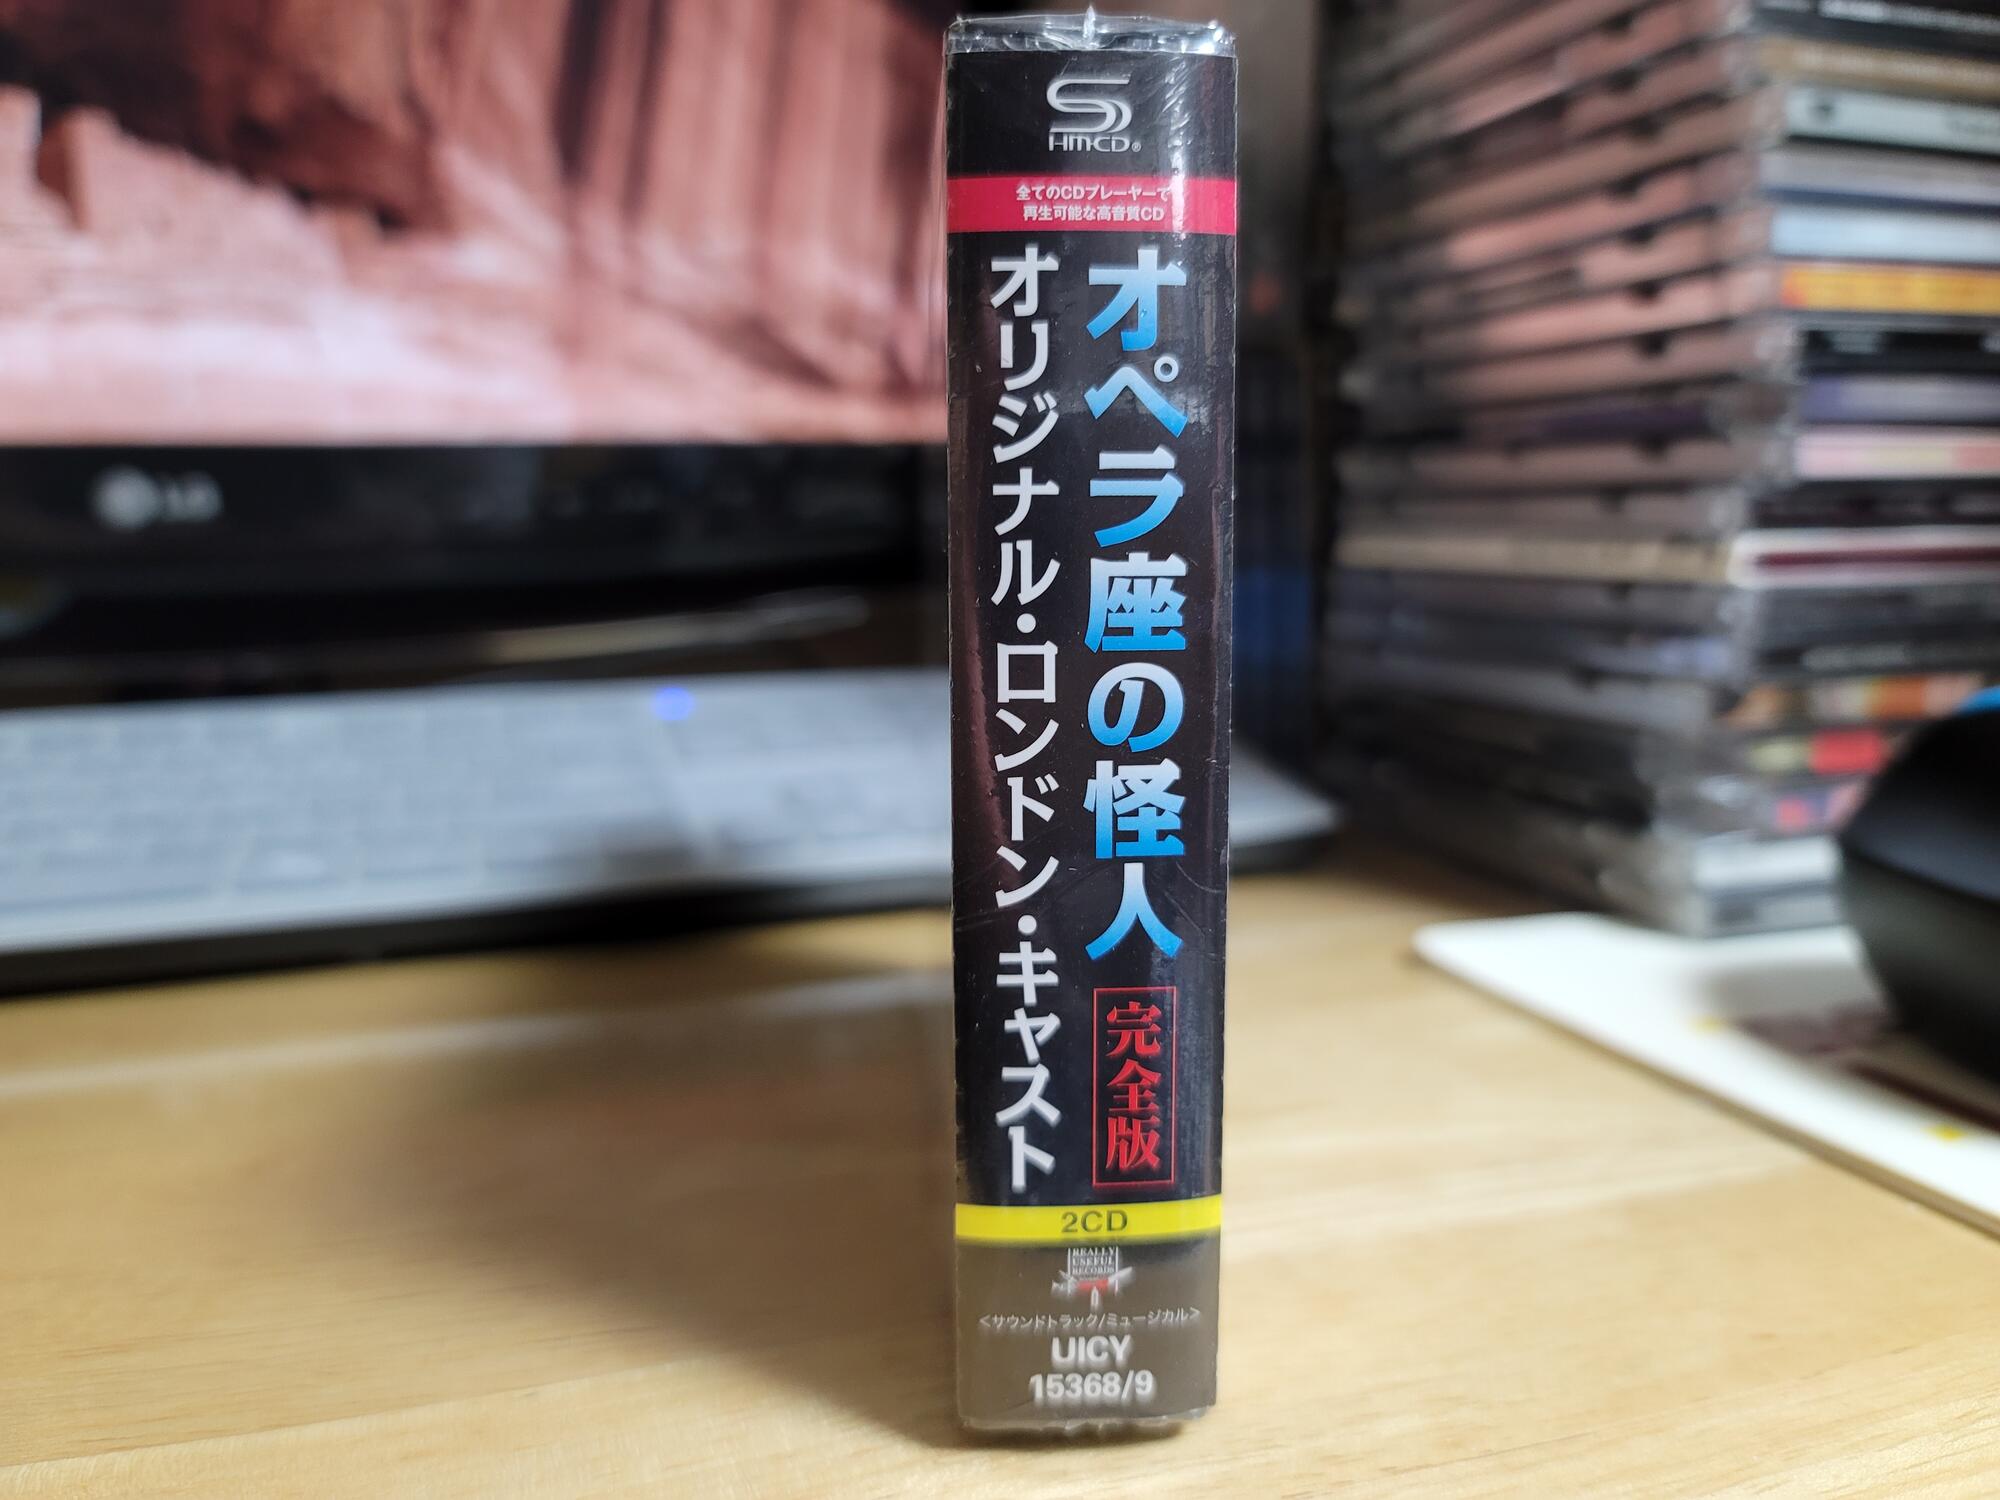 SHM-CD®
全てのCDプレーヤーで
再生可能な高音質CD
オペラ座の怪人 完全版
オリジナル・ロンドン・キャスト
2CD
REALLY
USEFUL
RECORDS
<サウンドトラック/ミュージカル>
UICY
15368/9
LG